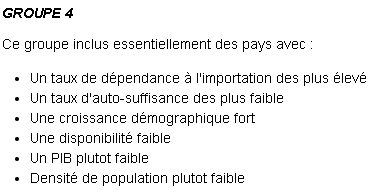 GROUPE 4
Ce groupe inclus essentiellement des pays avec :
• Un taux de dépendance à l'importation des plus élevé
• Un taux d'auto-suffisance des plus faible
• Une croissance démographique fort
• Une disponibilité faible
• Un PIB plutot faible
• Densité de population plutot faible